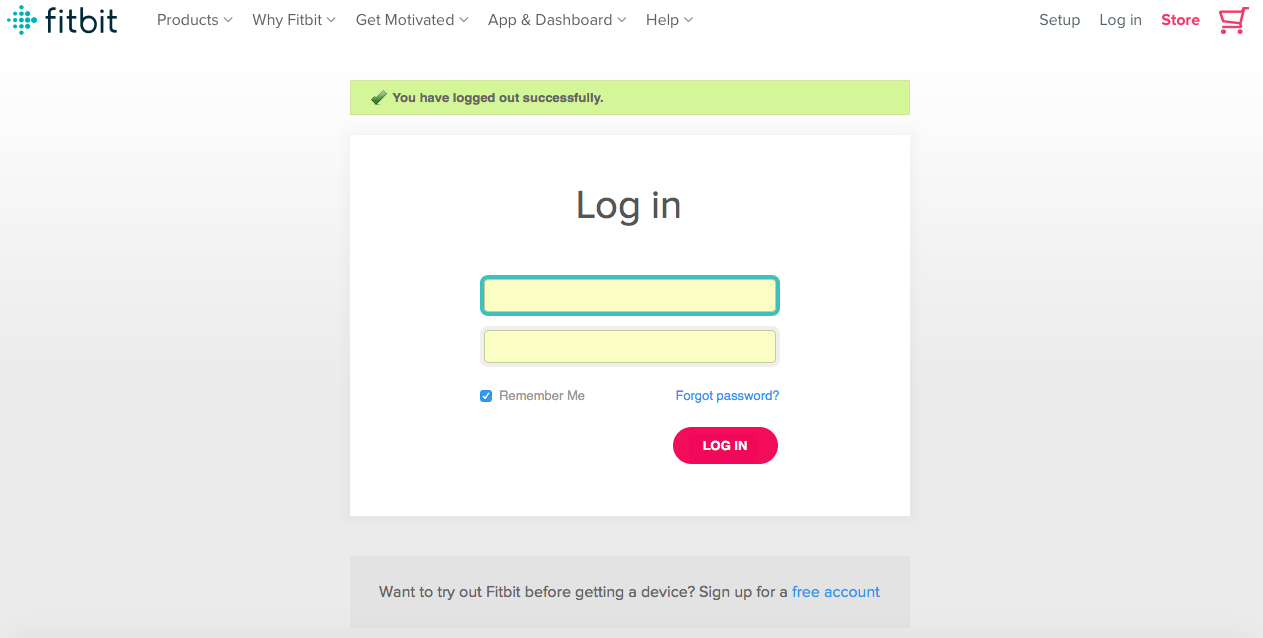 fitbit Products Why Fitbit Get Motivated App & Dashboard Help Setup Log in Store
You have logged out successfully.
Log in
Remember Me Forgot password?
LOG IN
Want to try out Fitbit before getting a device? Sign up for a free account